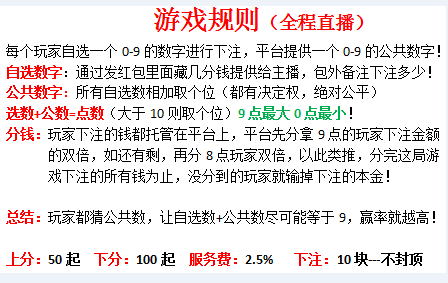 游戏规则（全程直播）
每个玩家自选一个0-9的数字进行下注，平台提供一个0-9的公共数字！
自选数字：通过发红包里面藏几分钱提供给主播，包外备注下注多少！
公共数字：所有自选数相加取个位（都有决定权，绝对公平）
选数+公数=点数（大于10则取个位）9点最大0点最小！
分钱：玩家下注的钱都托管在平台上，平台先分拿9点的玩家下注金额
的双倍，如还有剩，再分8点玩家双倍，以此类推，分完这局游
戏下注的所有钱为止，没分到的玩家就输掉下注的本金！
总结：玩家都猜公共数，让自选数+公共数尽可能等于9，赢率就越高！
上分：50起 下分：100起 服务费：2.5% 下注：10块---不封顶